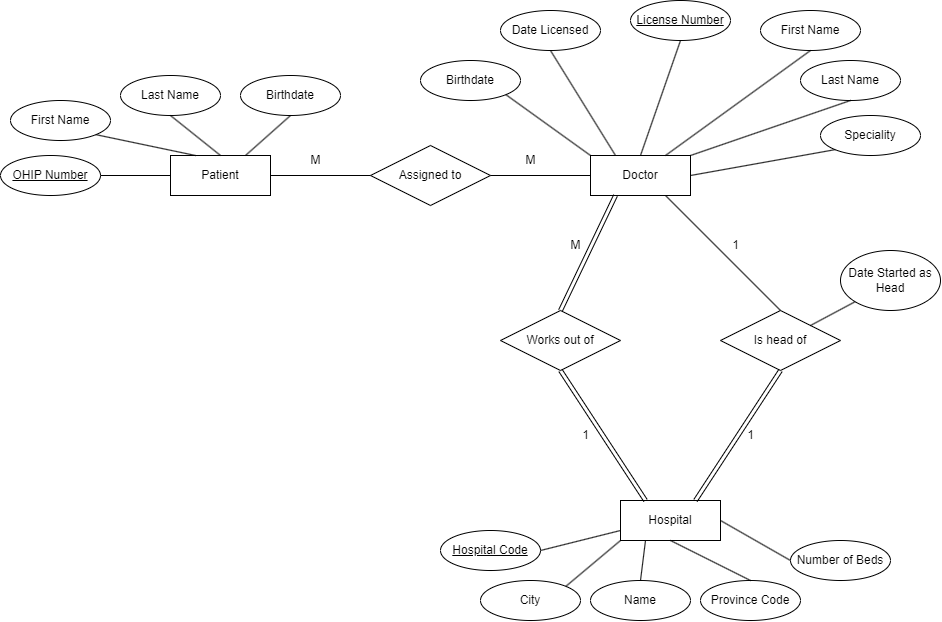 License Number
Date Licensed
First Name
Birthdate
Last Name
Last Name
Birthdate
First Name
Speciality
OHIP Number
Patient
M
Assigned to
M
Doctor
M
1
Date Started as
Head
Works out of
Is head of
1
1
Hospital
Hospital Code
Number of Beds
City
Name
Province Code